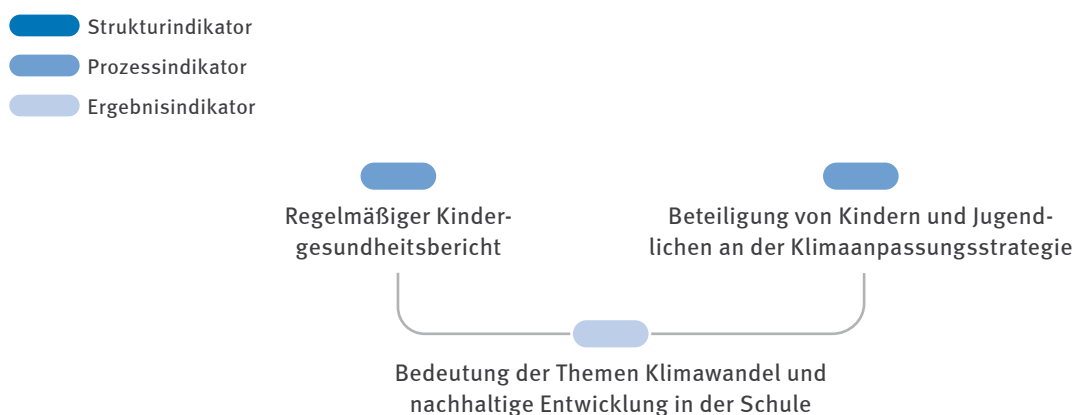 Strukturindikator
Prozessindikator
Ergebnisindikator
Regelmäßiger Kinder-
gesundheitsbericht
Beteiligung von Kindern und Jugend-
lichen an der Klimaanpassungsstrategie
Bedeutung der Themen Klimawandel und
nachhaltige Entwicklung in der Schule